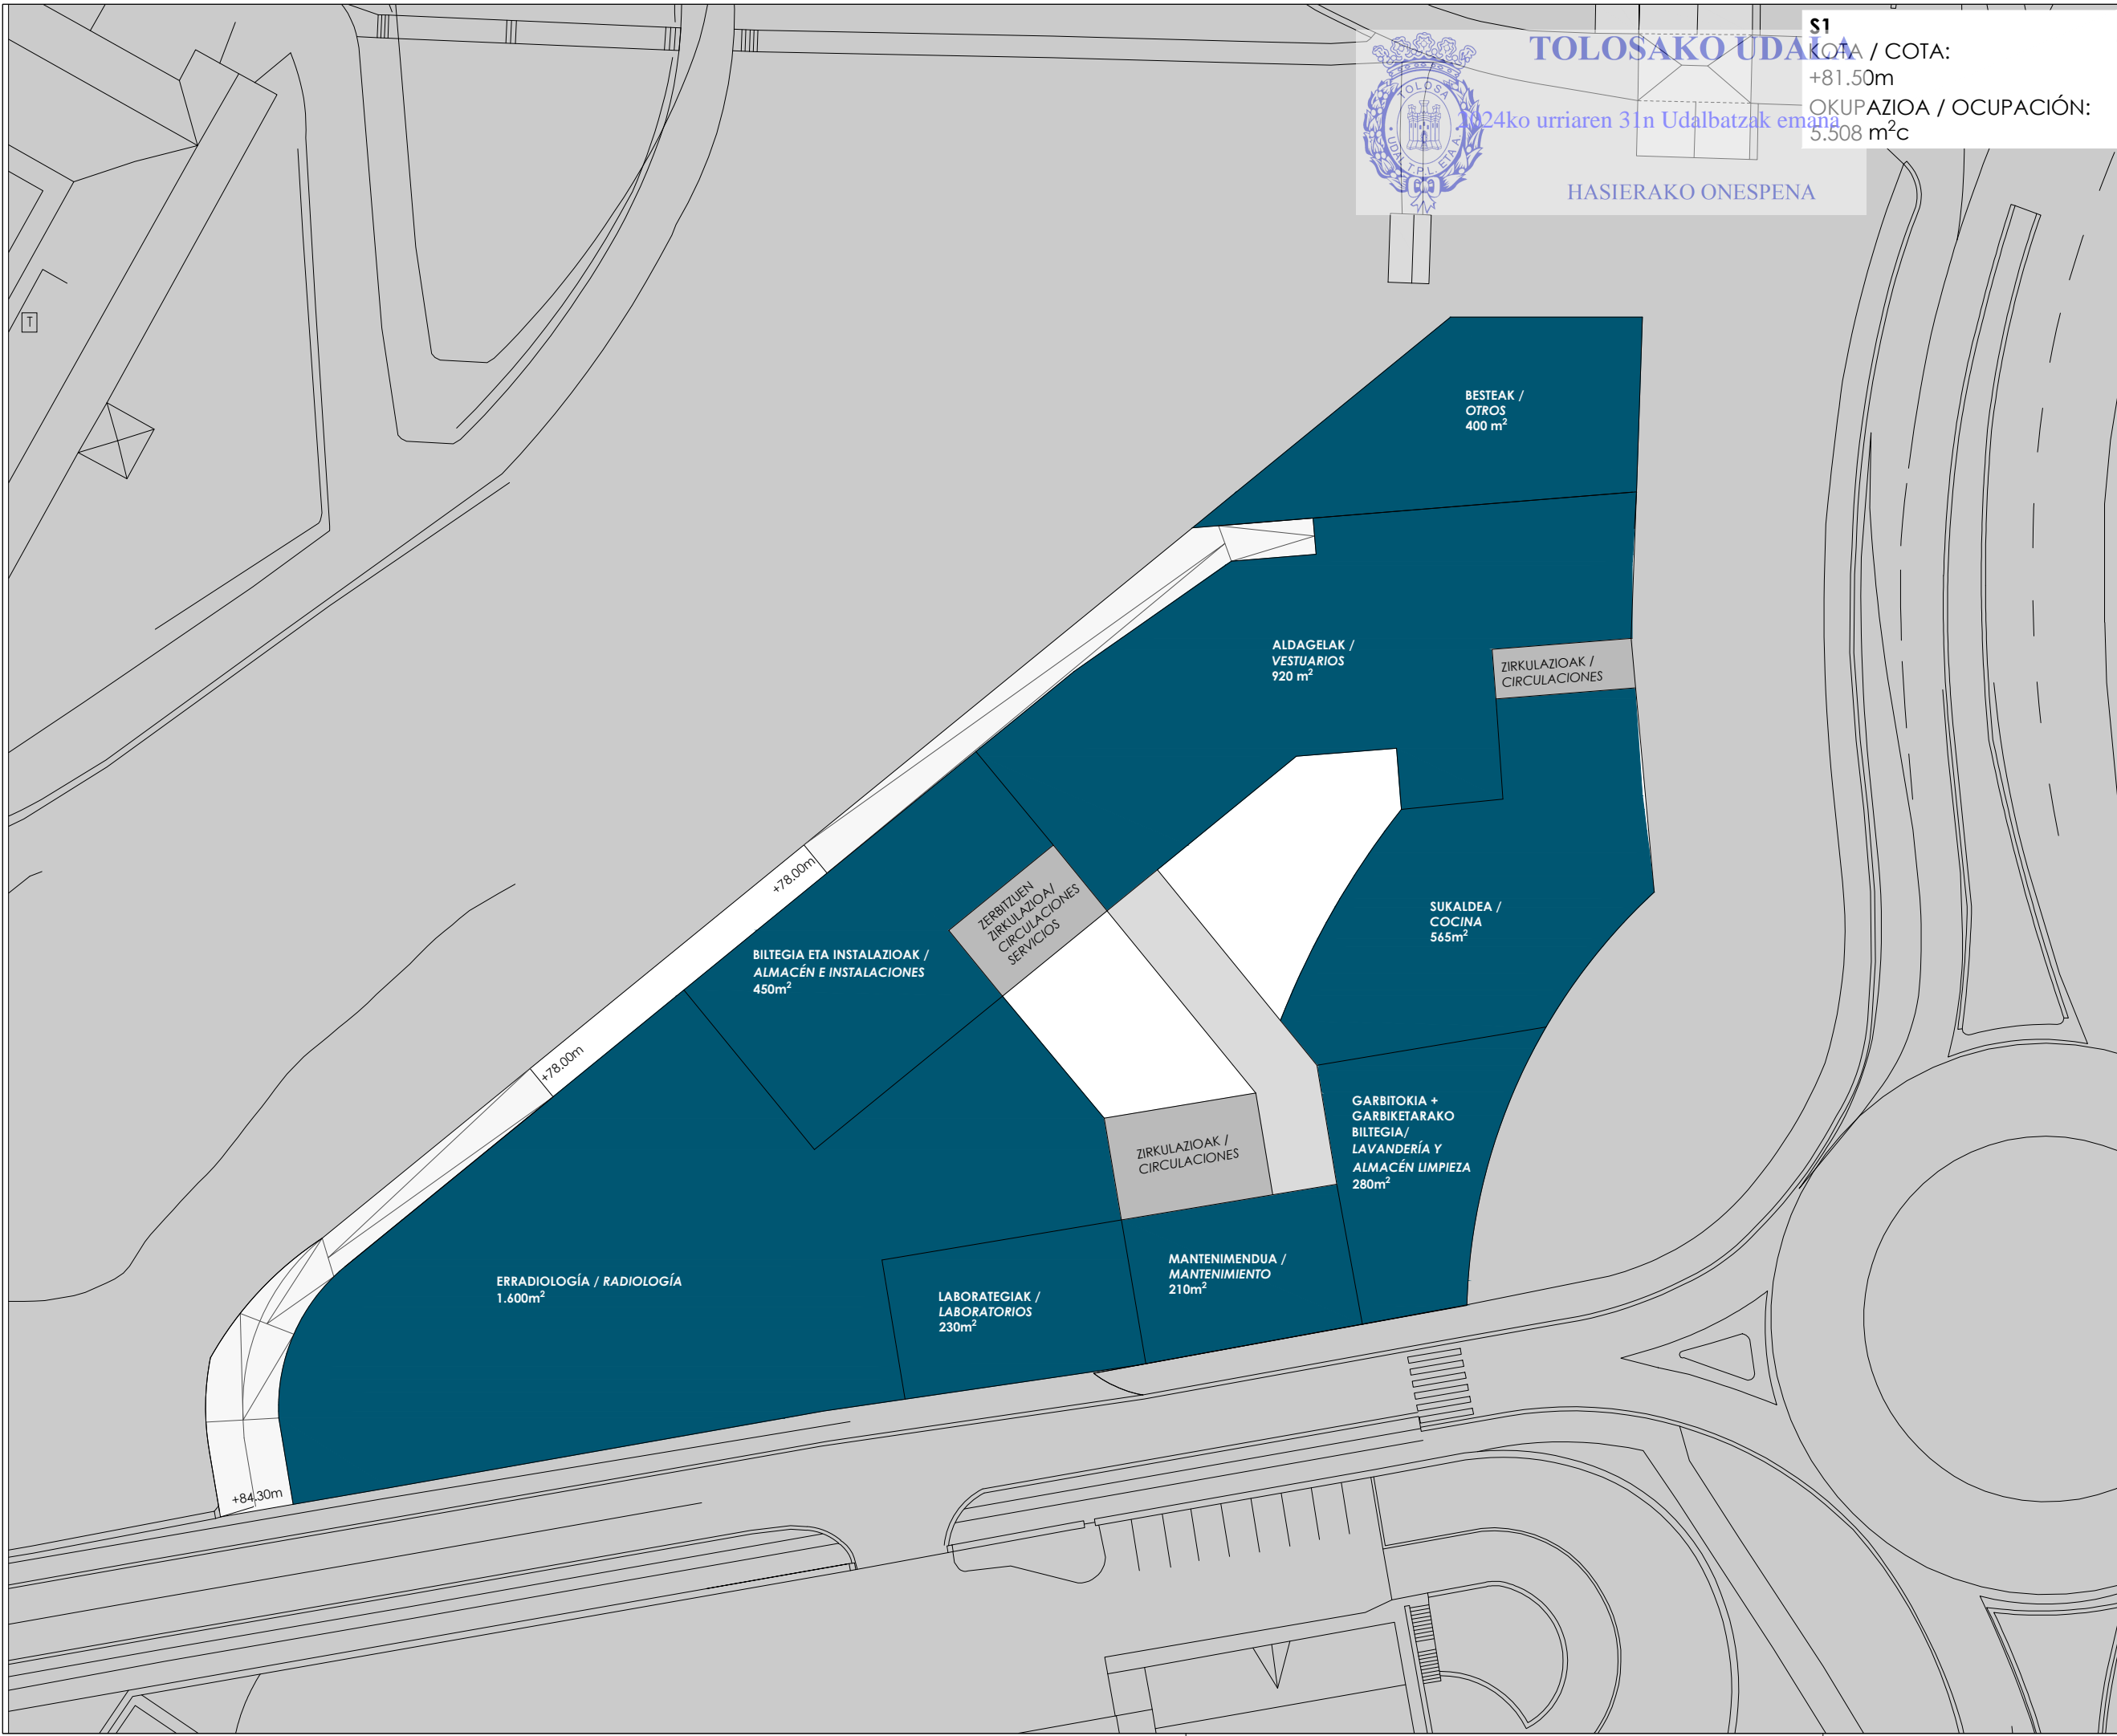 S1
KOTA / COTA:
+81.50m
OKUPAZIOA / OCUPACIÓN:
5.508 m²c
TOLOSAKO UDALA
2024ko urriaren 31n Udalbatzak emana
HASIERAKO ONESPENA
TOLOSA
UDAL T.P.L. ETA A.
T
BESTEAK /
OTROS
400 m²
ALDAGELAK /
VESTUARIOS
920 m²
ZIRKULAZIOAK /
CIRCULACIONES
+78.00m
ZERBITZUEN
ZIRKULAZIOA/
CIRCULACIONES
SERVICIOS
SUKALDEA /
COCINA
565m²
BILTEGIA ETA INSTALAZIOAK /
ALMACÉN E INSTALACIONES
450m²
+78.00m
GARBITOKIA +
GARBIKETARAKO
BILTEGIA/
LAVANDERÍA Y
ALMACÉN LIMPIEZA
280m²
ZIRKULAZIOAK /
CIRCULACIONES
MANTENIMENDUA /
MANTENIMIENTO
210m²
ERRADIOLOGÍA / RADIOLOGÍA
1.600m²
LABORATEGIAK /
LABORATORIOS
230m²
+84.30m